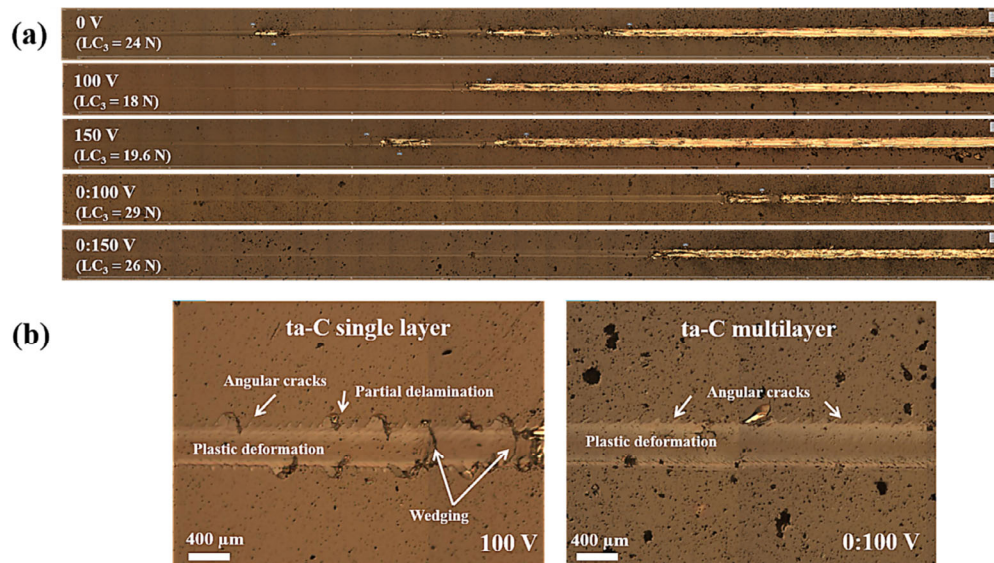 (a)
0 V
(LC₃ = 24 N)
100 V
(LC₃ = 18 N)
150 V
(LC₃ = 19.6 N)
0:100 V
(LC₃ = 29 N)
0:150 V
(LC₃ = 26 N)
(b)
ta-C single layer
Angular cracks
Partial delamination
Plastic deformation
Wedging
400 µm
100 V
ta-C multilayer
Angular cracks
Plastic deformation
400 µm
0:100 V